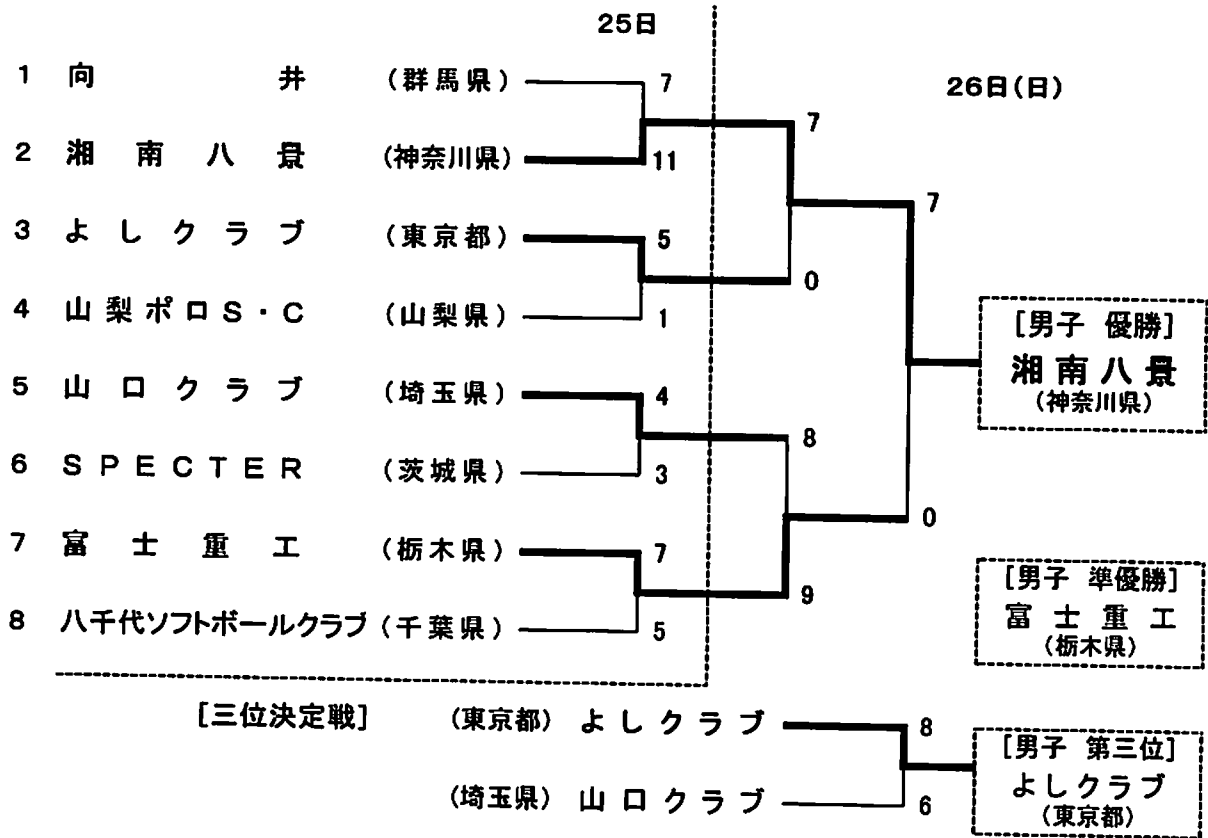 25日
26日(日)
1 向井 (群馬県) 7
2 湘南八景 (神奈川県) 11
7
3 よしクラブ (東京都) 5
4 山梨ポロS・C (山梨県) 1
0
7
5 山口クラブ (埼玉県) 4
6 SPECTER (茨城県) 3
8
7 富士重工 (栃木県) 7
8 八千代ソフトボールクラブ (千葉県) 5
9
0
[男子 優勝]
湘南八景
(神奈川県)
[男子 準優勝]
富士重工
(栃木県)
[三位決定戦]
(東京都) よしクラブ 8
(埼玉県) 山口クラブ 6
[男子 第三位]
よしクラブ
(東京都)